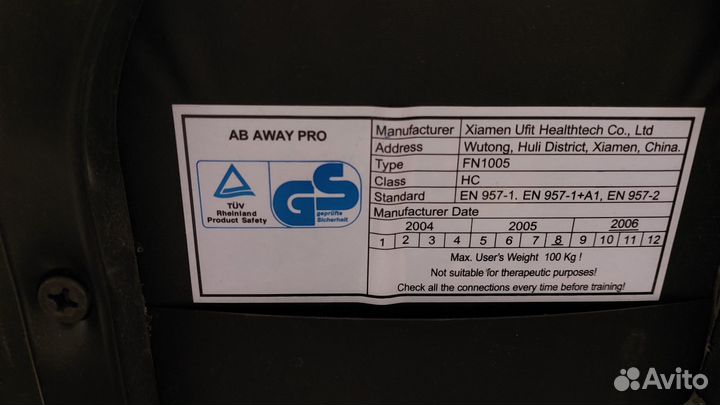 AB AWAY PRO
TÜV
Rheinland
Product Safety
GS
geprüfte
Sicherheit
Manufacturer Xiamen Ufit Healthtech Co., Ltd
Address Wutong, Huli District, Xiamen, China.
Type FN1005
Class HC
Standard EN 957-1. EN 957-1+A1, EN 957-2
Manufacturer Date
2004 2005 2006
1 2 3 4 5 6 7 8 9 10 11 12
Max. User's Weight 100 Kg !
Not suitable for therapeutic purposes!
Check all the connections every time before training!
Avito